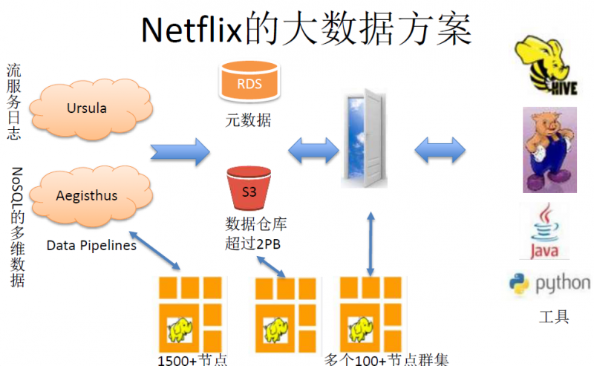 Netflix的大数据方案
流服务日志
Ursula
RDS
元数据
HIVE
NoSQL的多维数据
Aegisthus
S3
数据仓库
超过2PB
Data Pipelines
Java
python
工具
1500+节点
多个100+节点群集